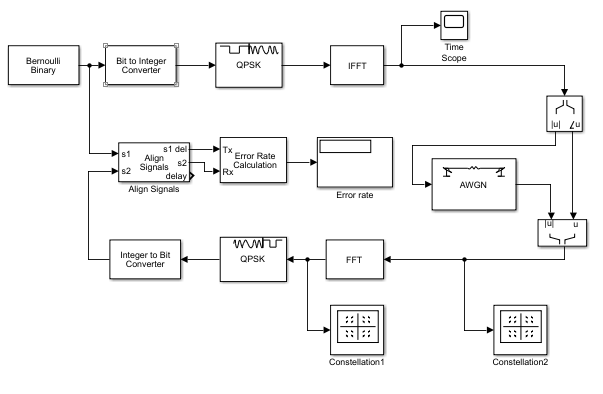 Time
Scope
Bernoulli
Binary
Bit to Integer
Converter
QPSK
IFFT
|u|
∠u
s1
s2
Align
Signals
s1 del
s2
delay
Align Signals
Tx
Rx
Error Rate
Calculation
Error rate
AWGN
|u|
u
Integer to Bit
Converter
QPSK
FFT
Constellation1
Constellation2